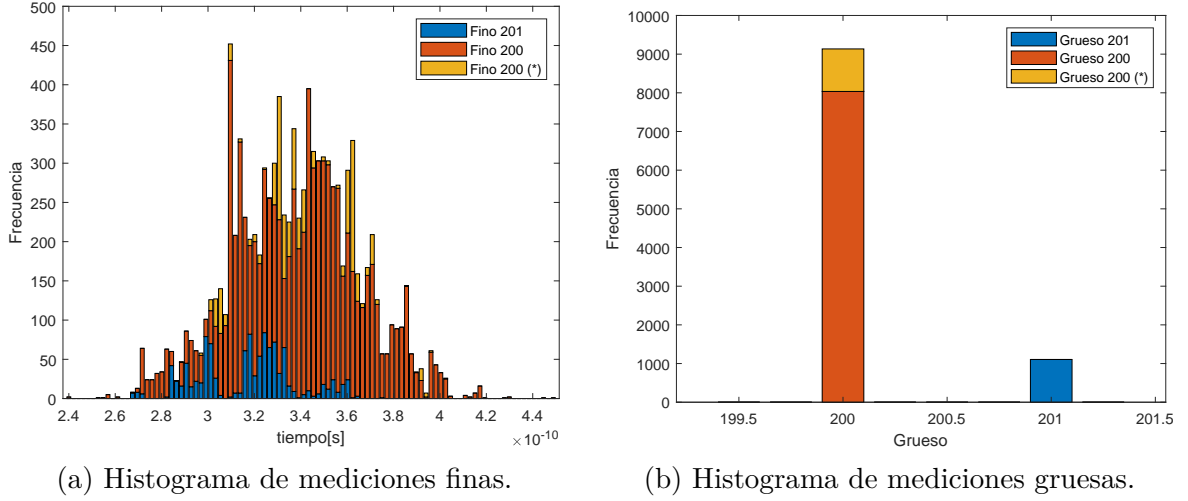 500
450
400
350
300
250
200
150
100
50
0
Frecuencia
2.4 2.6 2.8 3 3.2 3.4 3.6 3.8 4 4.2 4.4
tiempo[s]
×10⁻¹⁰
Fino 201
Fino 200
Fino 200 (*)
(a) Histograma de mediciones finas.
10000
9000
8000
7000
6000
5000
4000
3000
2000
1000
0
Frecuencia
199.5 200 200.5 201 201.5
Grueso
Grueso 201
Grueso 200
Grueso 200 (*)
(b) Histograma de mediciones gruesas.